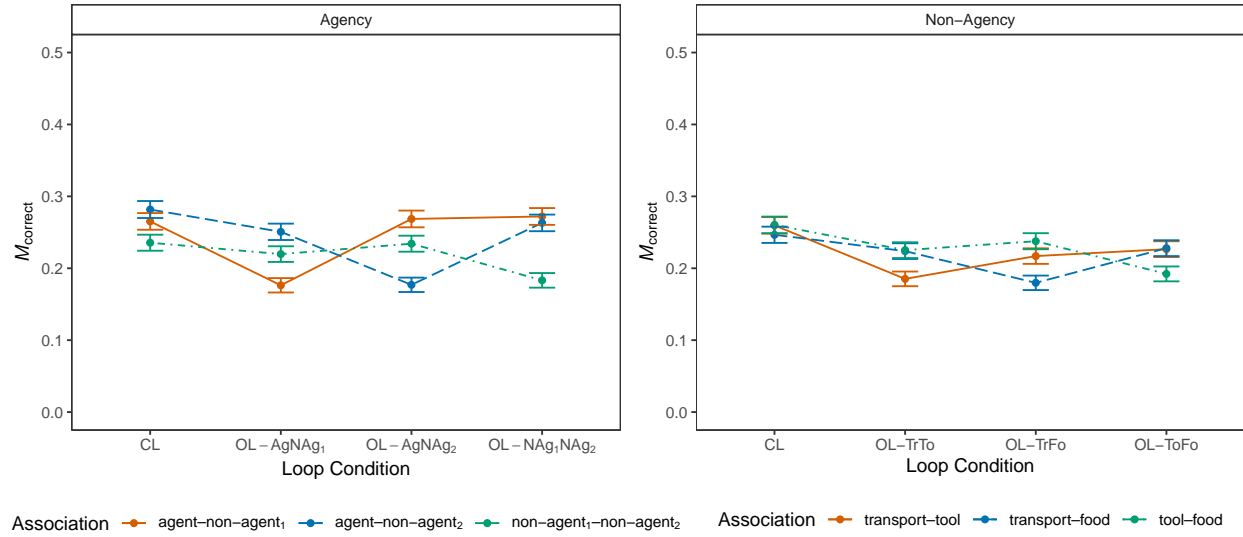 Agency
0.5
0.4
0.3
0.2
0.1
0.0
M correct
CL
OL – AgNAg₁
OL – AgNAg₂
OL – NAg₁NAg₂
Loop Condition
Association
agent–non–agent₁
agent–non–agent₂
non–agent₁–non–agent₂
Non–Agency
0.5
0.4
0.3
0.2
0.1
0.0
M correct
CL
OL–TrTo
OL–TrFo
OL–ToFo
Loop Condition
Association
transport–tool
transport–food
tool–food